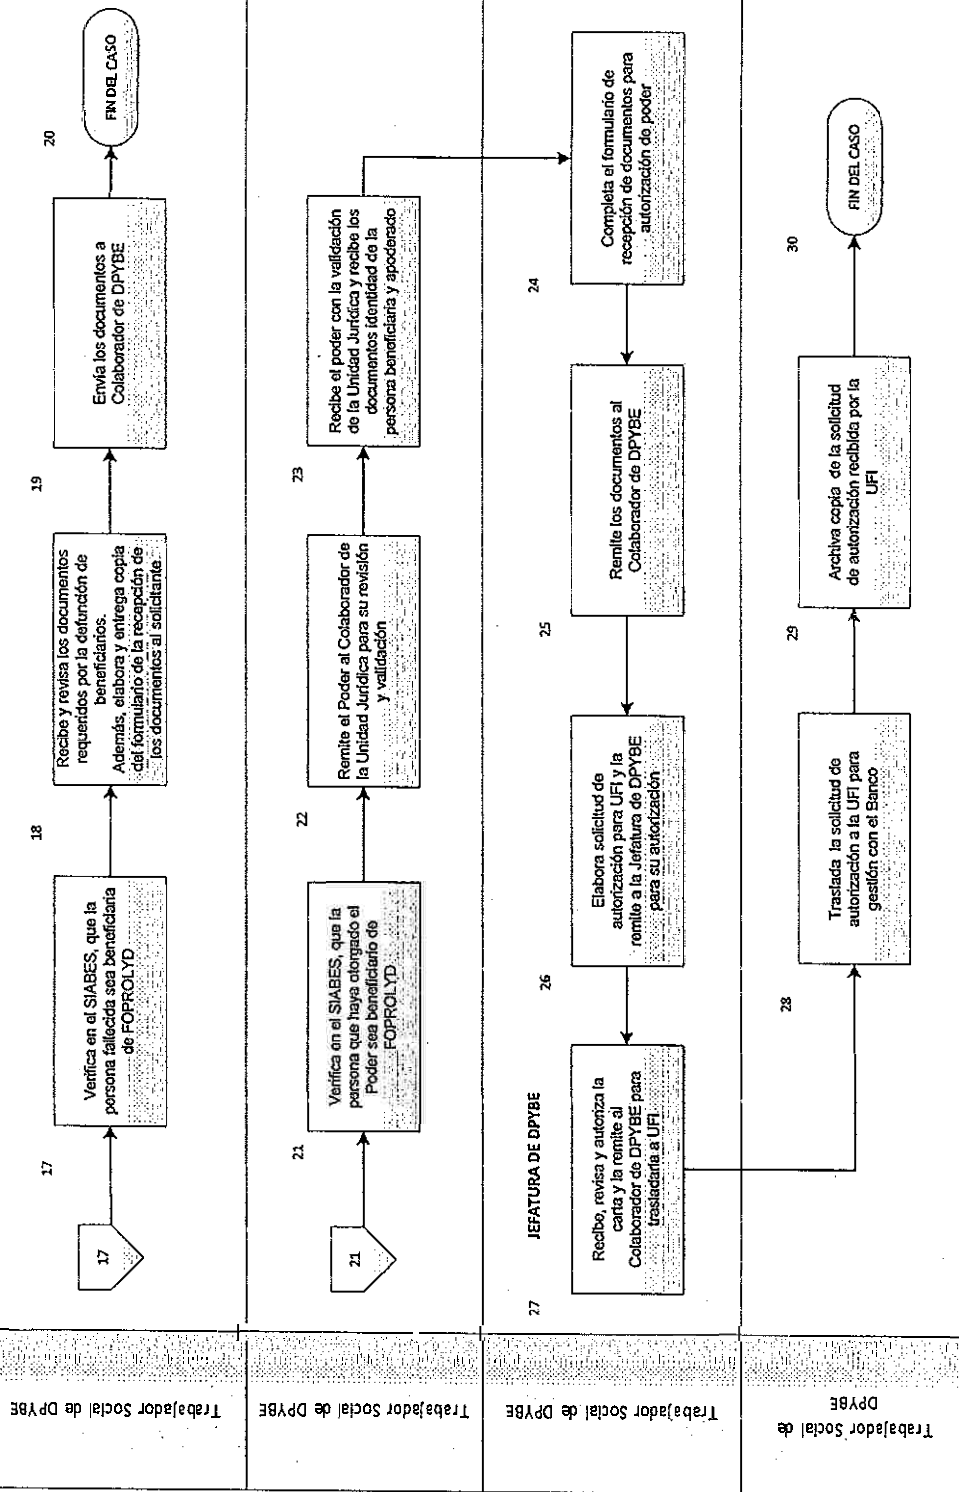 Trabajador Social de DPYBE
17
17
Verifica en el SIABES, que la
persona fallecida sea beneficiaria
de FOPROLYD
18
Recibe y revisa los documentos
requeridos por la defunción de
beneficiarios.
Además, elabora y entrega copia
del formulario de la recepción de
los documentos al solicitante.
19
Envía los documentos a
Colaborador de DPYBE
20
FIN DEL CASO
Trabajador Social de DPYBE
21
21
Verifica en el SIABES, que la
persona que haya otorgado el
Poder sea beneficiario de
FOPROLYD
22
Remite el Poder al Colaborador de
la Unidad Jurídica para su revisión
y validación
23
Recibe el poder con la validación
de la Unidad Jurídica y recibe los
documentos identidad de la
persona beneficiaria y apoderado
Trabajador Social de DPYBE
24
Completa el formulario de
recepción de documentos para
autorización de poder
25
Remite los documentos al
Colaborador de DPYBE
26
Elabora solicitud de
autorización para UFI y la
remite a la Jefatura de DPYBE
para su autorización
27
JEFATURA DE DPYBE
Recibe, revisa y autoriza la
carta y la remite al
Colaborador de DPYBE para
trasladarla a UFI
Trabajador Social de
DPYBE
28
Traslada la solicitud de
autorización a la UFI para
gestión con el Banco
29
Archiva copia de la solicitud
de autorización recibida por la
UFI
30
FIN DEL CASO